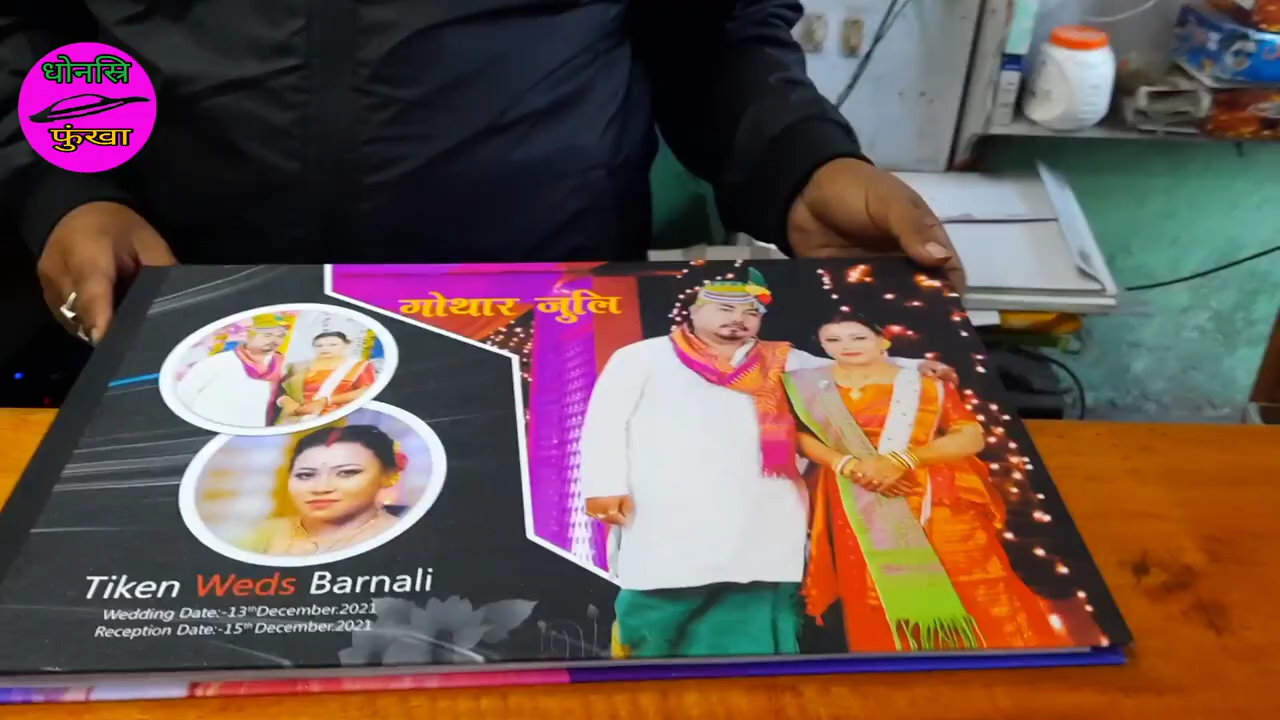 धोनस्रि
फुंखा
गोथार जुलि
Tiken Weds Barnali
Wedding Date:-13th December.2021
Reception Date:-15th December.2021